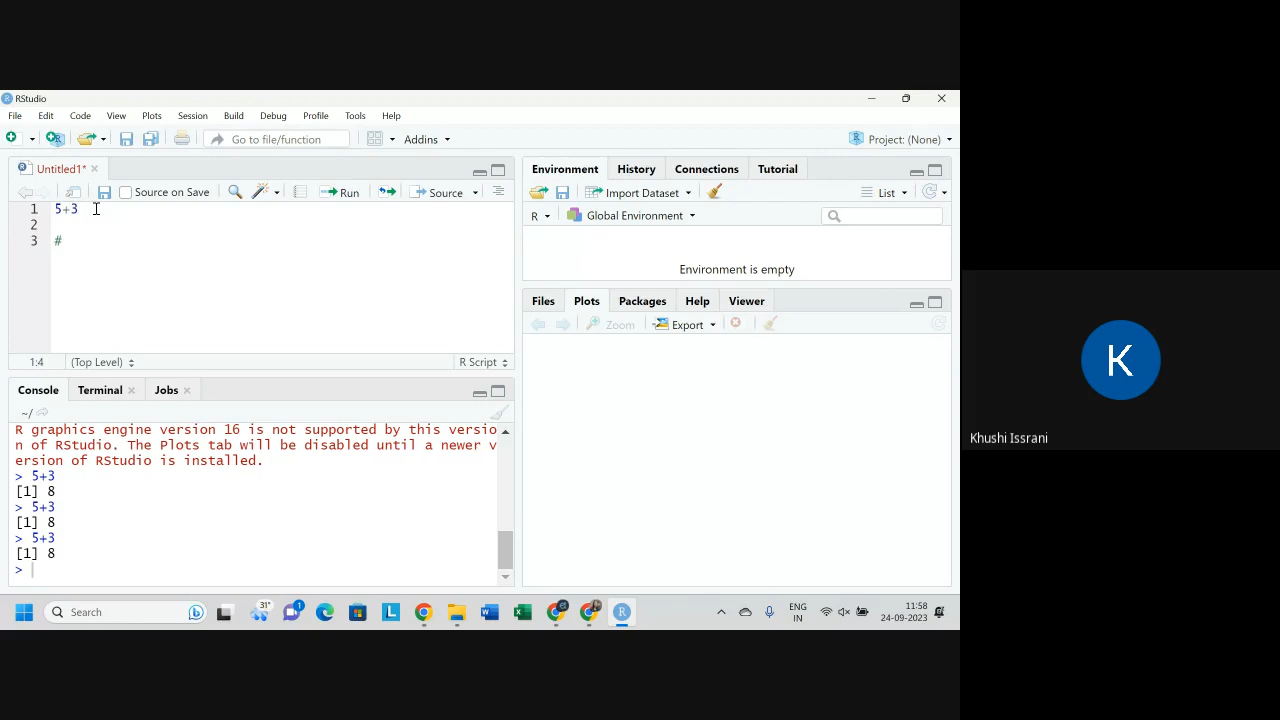 RStudio
File Edit Code View Plots Session Build Debug Profile Tools Help
Go to file/function Addins Project: (None)
Untitled1*
Source on Save Run Source
1 5+3
2
3 #
1:4 (Top Level) R Script
Console Terminal Jobs
~/
R graphics engine version 16 is not supported by this versio
n of RStudio. The Plots tab will be disabled until a newer v
ersion of RStudio is installed.
> 5+3
[1] 8
> 5+3
[1] 8
> 5+3
[1] 8
>
Environment History Connections Tutorial
Import Dataset List
R Global Environment
Environment is empty
Files Plots Packages Help Viewer
Zoom Export
K
Khushi Issrani
Search 31° 1 ENG 11:58
IN 24-09-2023